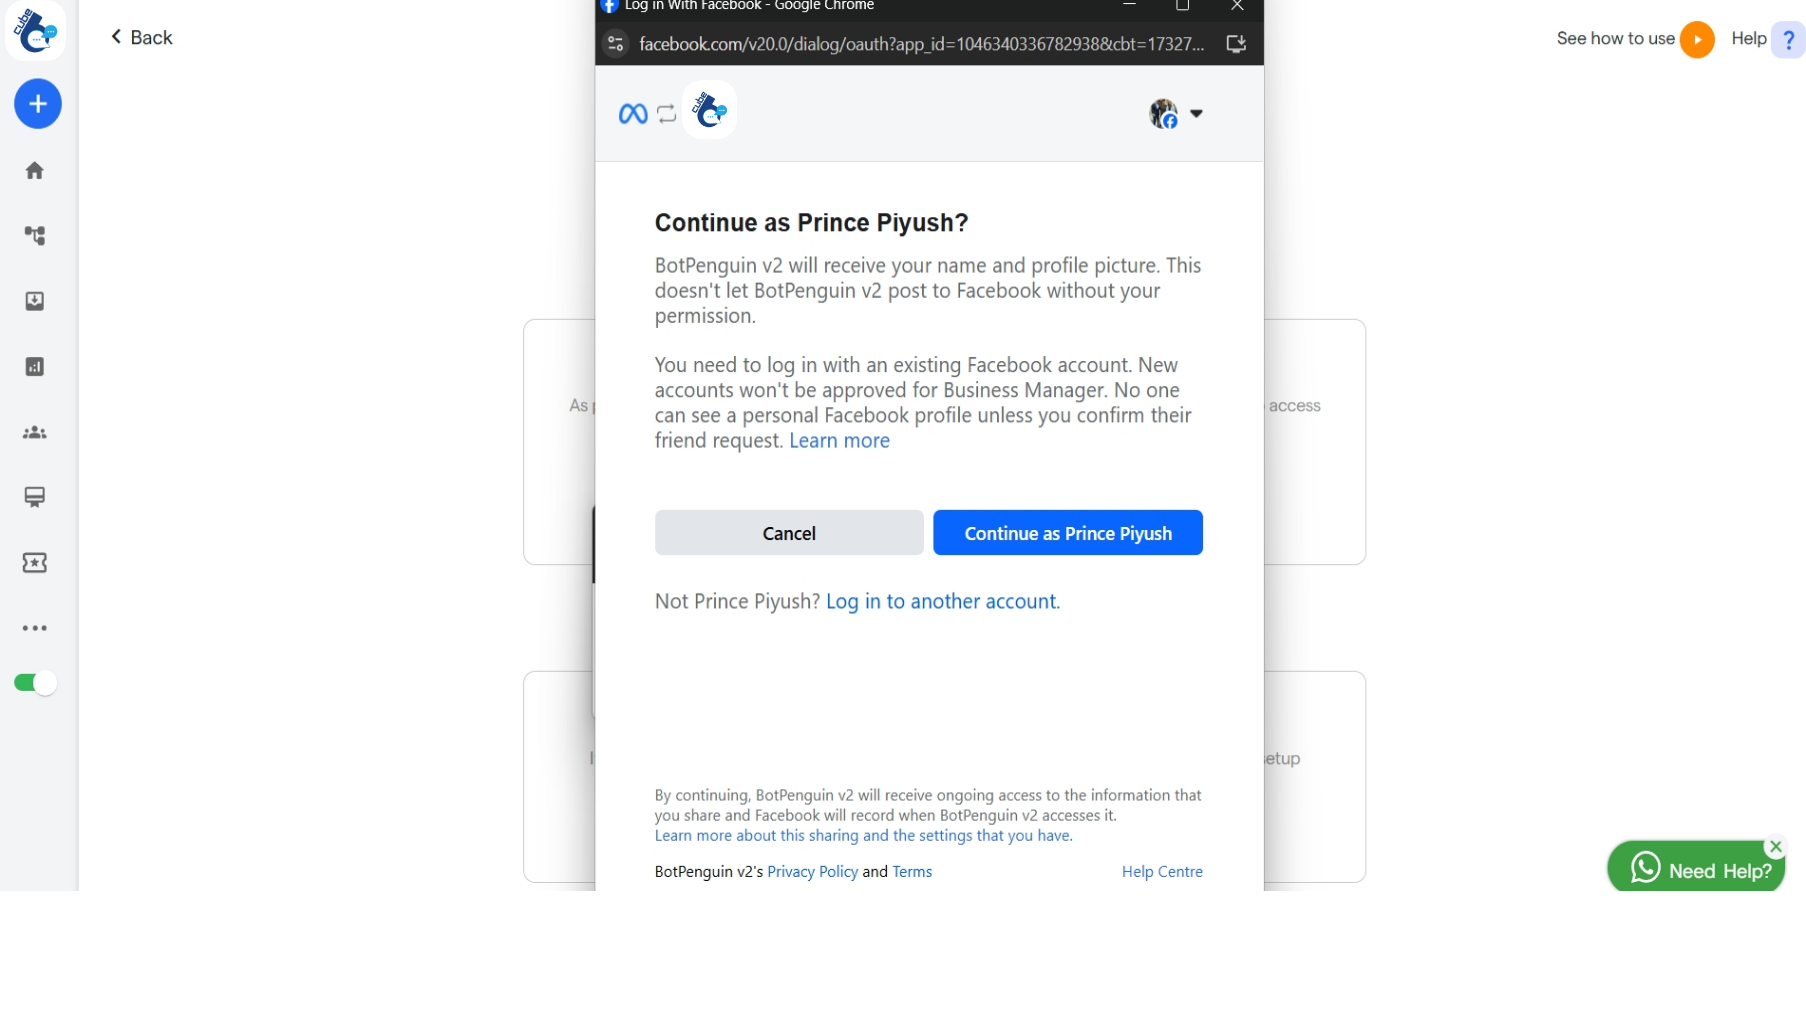 Log in With Facebook - Google Chrome
facebook.com/v20.0/dialog/oauth?app_id=1046340336782938&cbt=17327...
cube
Back
See how to use
Help ?
cube
Continue as Prince Piyush?
BotPenguin v2 will receive your name and profile picture. This
doesn't let BotPenguin v2 post to Facebook without your
permission.
You need to log in with an existing Facebook account. New
accounts won't be approved for Business Manager. No one
can see a personal Facebook profile unless you confirm their
friend request. Learn more
As
access
Cancel
Continue as Prince Piyush
Not Prince Piyush? Log in to another account.
etup
By continuing, BotPenguin v2 will receive ongoing access to the information that
you share and Facebook will record when BotPenguin v2 accesses it.
Learn more about this sharing and the settings that you have.
BotPenguin v2's Privacy Policy and Terms
Help Centre
Need Help?